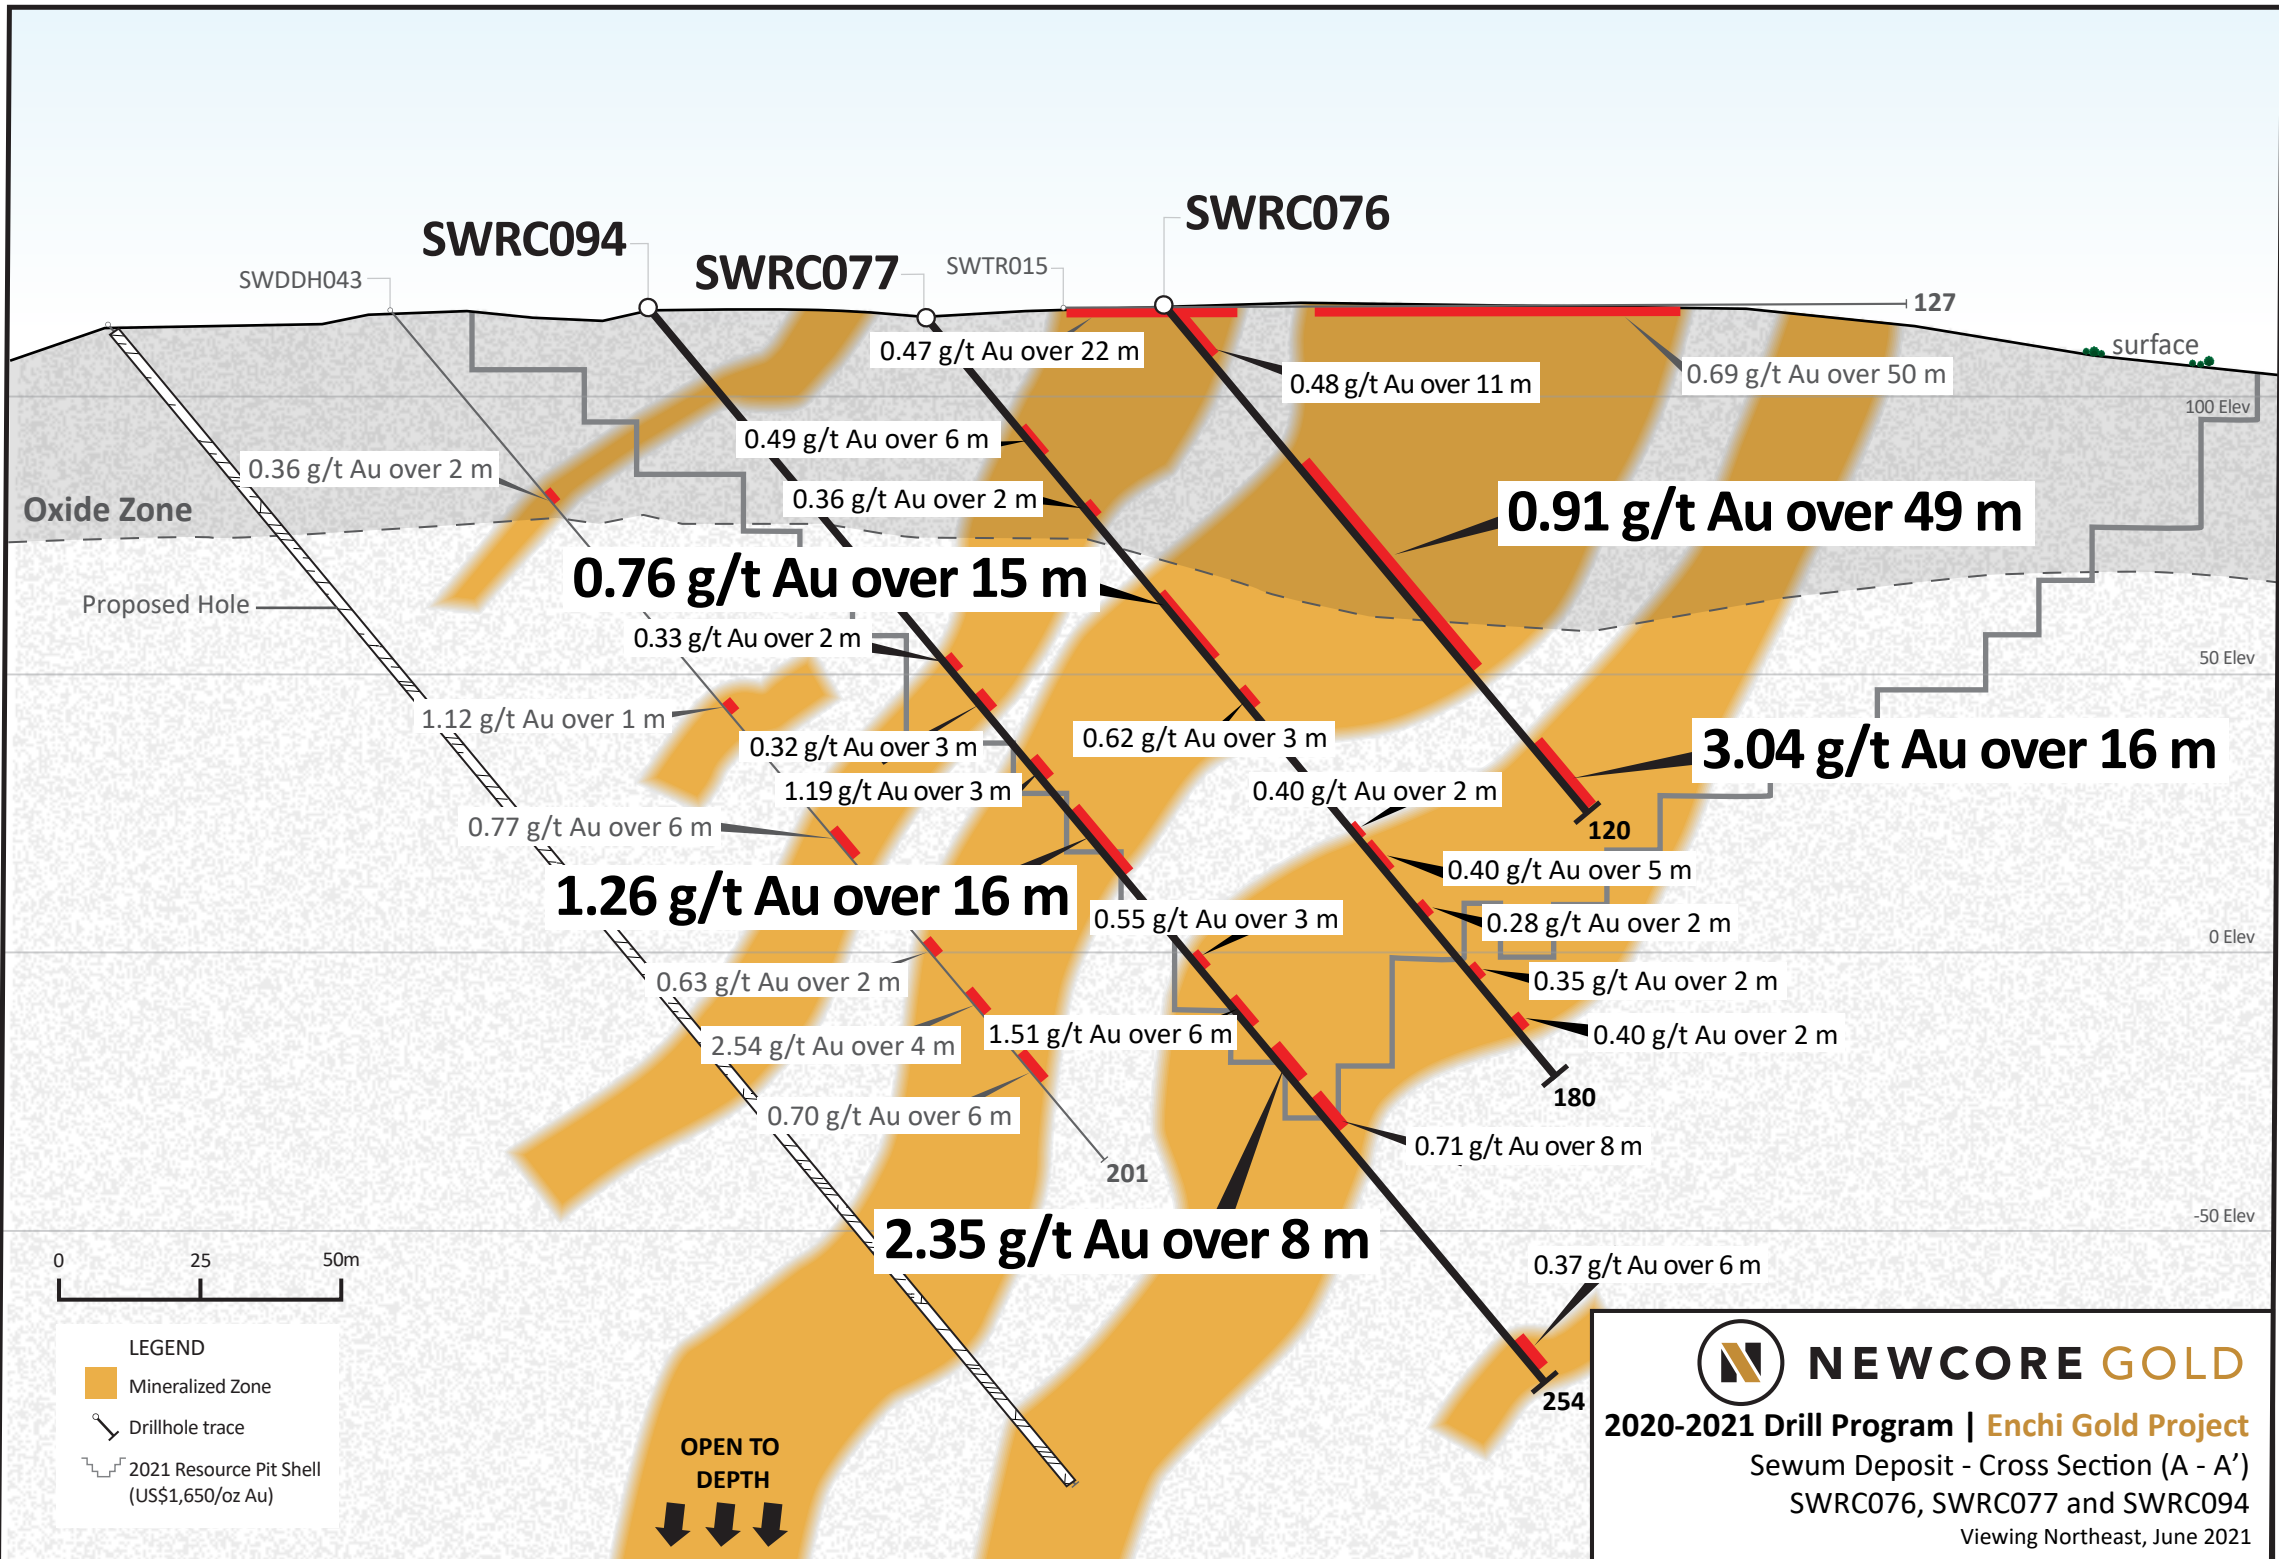 SWRC076
SWRC094
SWRC077
SWTR015
SWDDH043
127
surface
0.47 g/t Au over 22 m
0.48 g/t Au over 11 m
0.69 g/t Au over 50 m
100 Elev
0.49 g/t Au over 6 m
0.36 g/t Au over 2 m
0.36 g/t Au over 2 m
0.91 g/t Au over 49 m
Oxide Zone
0.76 g/t Au over 15 m
Proposed Hole
0.33 g/t Au over 2 m
50 Elev
1.12 g/t Au over 1 m
0.32 g/t Au over 3 m
0.62 g/t Au over 3 m
3.04 g/t Au over 16 m
1.19 g/t Au over 3 m
0.40 g/t Au over 2 m
0.77 g/t Au over 6 m
120
0.40 g/t Au over 5 m
1.26 g/t Au over 16 m
0.55 g/t Au over 3 m
0.28 g/t Au over 2 m
0 Elev
0.63 g/t Au over 2 m
0.35 g/t Au over 2 m
2.54 g/t Au over 4 m
1.51 g/t Au over 6 m
0.40 g/t Au over 2 m
180
0.70 g/t Au over 6 m
0.71 g/t Au over 8 m
201
2.35 g/t Au over 8 m
-50 Elev
0 25 50m
0.37 g/t Au over 6 m
254
LEGEND
Mineralized Zone
Drillhole trace
2021 Resource Pit Shell
(US$1,650/oz Au)
OPEN TO
DEPTH
N NEWCORE GOLD
2020-2021 Drill Program | Enchi Gold Project
Sewum Deposit - Cross Section (A - A’)
SWRC076, SWRC077 and SWRC094
Viewing Northeast, June 2021